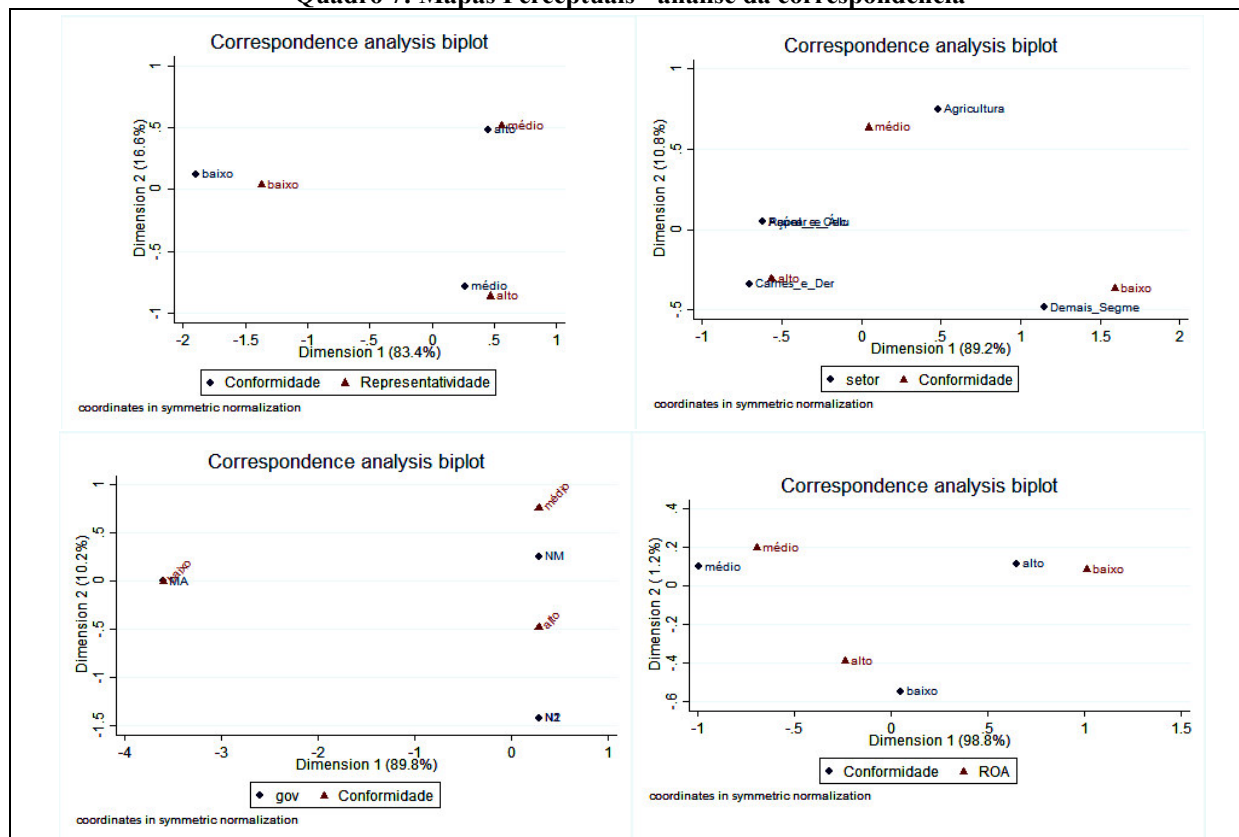 Quadro 7: Mapas Perceptuais - análise da correspondência
Correspondence analysis biplot
Dimension 2 (16.6%)
1
.5
0
-.5
-1
alto
médio
baixo
baixo
médio
alto
-2 -1.5 -1 -.5 0 .5 1
Dimension 1 (83.4%)
Conformidade Representatividade
coordinates in symmetric normalization
Correspondence analysis biplot
Dimension 2 (10.8%)
1
.5
0
-.5
Agricultura
médio
alto
Carnes_e_Der
baixo
Demais_Segme
-1 -.5 0 .5 1 1.5 2
Dimension 1 (89.2%)
setor Conformidade
coordinates in symmetric normalization
Correspondence analysis biplot
Dimension 2 (10.2%)
1
.5
0
-.5
-1
-1.5
médio
NM
baixo
MA
alto
-4 -3 -2 -1 0 1
Dimension 1 (89.8%)
gov Conformidade
coordinates in symmetric normalization
Correspondence analysis biplot
Dimension 2 ( 1.2%)
.4
.2
0
-.2
-.4
-.6
médio
médio
alto
baixo
alto
baixo
-1 -.5 0 .5 1 1.5
Dimension 1 (98.8%)
Conformidade ROA
coordinates in symmetric normalization